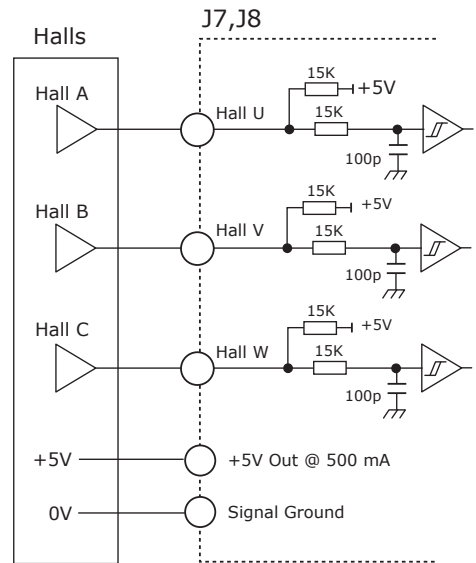 J7,J8
Halls
15K
+5V
Hall A
Hall U
15K
100p
15K
+5V
Hall B
Hall V
15K
100p
15K
+5V
Hall C
Hall W
15K
100p
+5V
+5V Out @ 500 mA
0V
Signal Ground